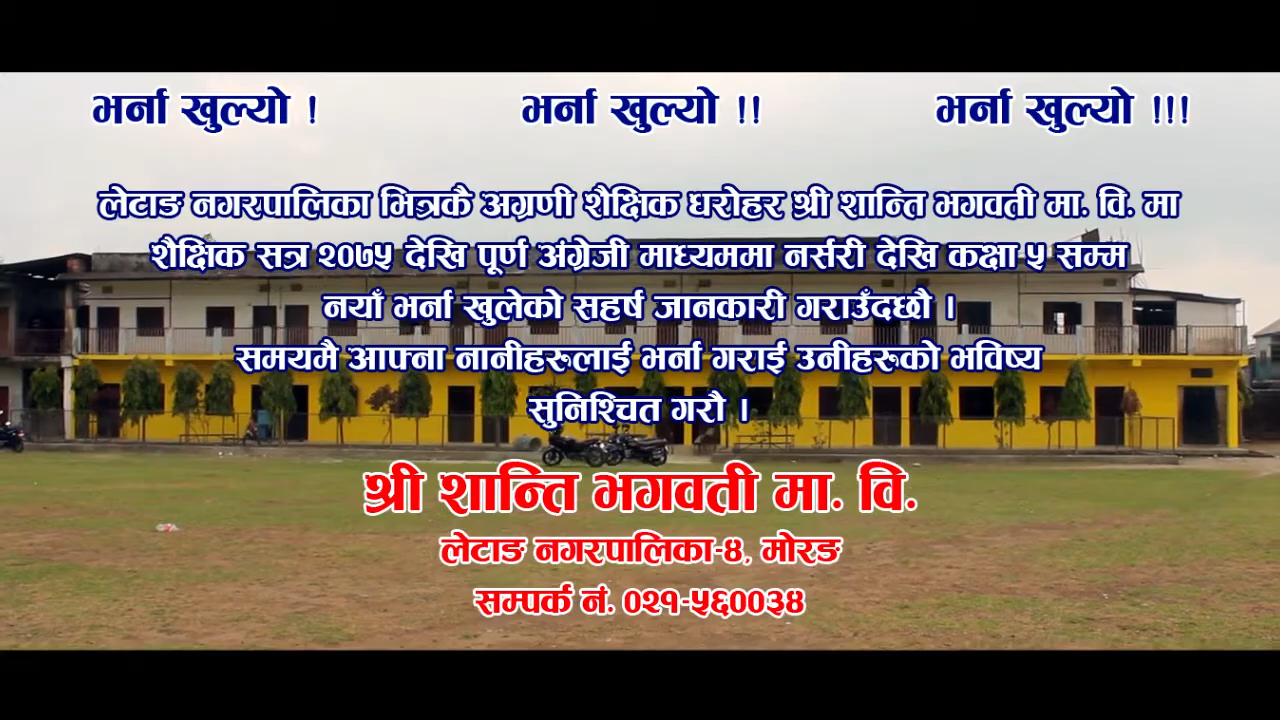 भर्ना खुल्यो ! भर्ना खुल्यो !! भर्ना खुल्यो !!!
लेटाङ नगरपालिका भित्रकै अग्रणी शैक्षिक धरोहर श्री शान्ति भगवती मा. वि. मा
शैक्षिक सत्र २०७५ देखि पूर्ण अंग्रेजी माध्यममा नर्सरी देखि कक्षा ५ सम्म
नयाँ भर्ना खुलेको सहर्ष जानकारी गराउँदछौ ।
समयमै आफ्ना नानीहरुलाई भर्ना गराई उनीहरुको भविष्य
सुनिश्चित गरौ ।
श्री शान्ति भगवती मा. वि.
लेटाङ नगरपालिका-४, मोरङ
सम्पर्क नं. ०२१-५६००३४